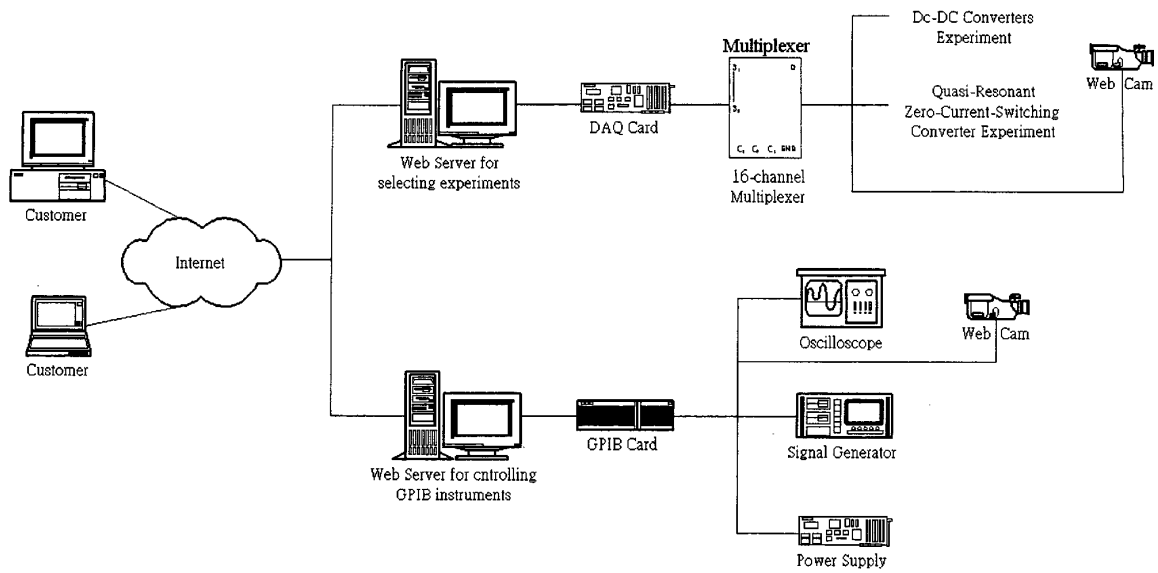 Dc-DC Converters
Experiment
Multiplexer
Web Cam
Quasi-Resonant
Zero-Current-Switching
Converter Experiment
DAQ Card
Web Server for
selecting experiments
16-channel
Multiplexer
Customer
Internet
Customer
Oscilloscope
Web Cam
GPIB Card
Signal Generator
Web Server for cntrolling
GPIB instruments
Power Supply